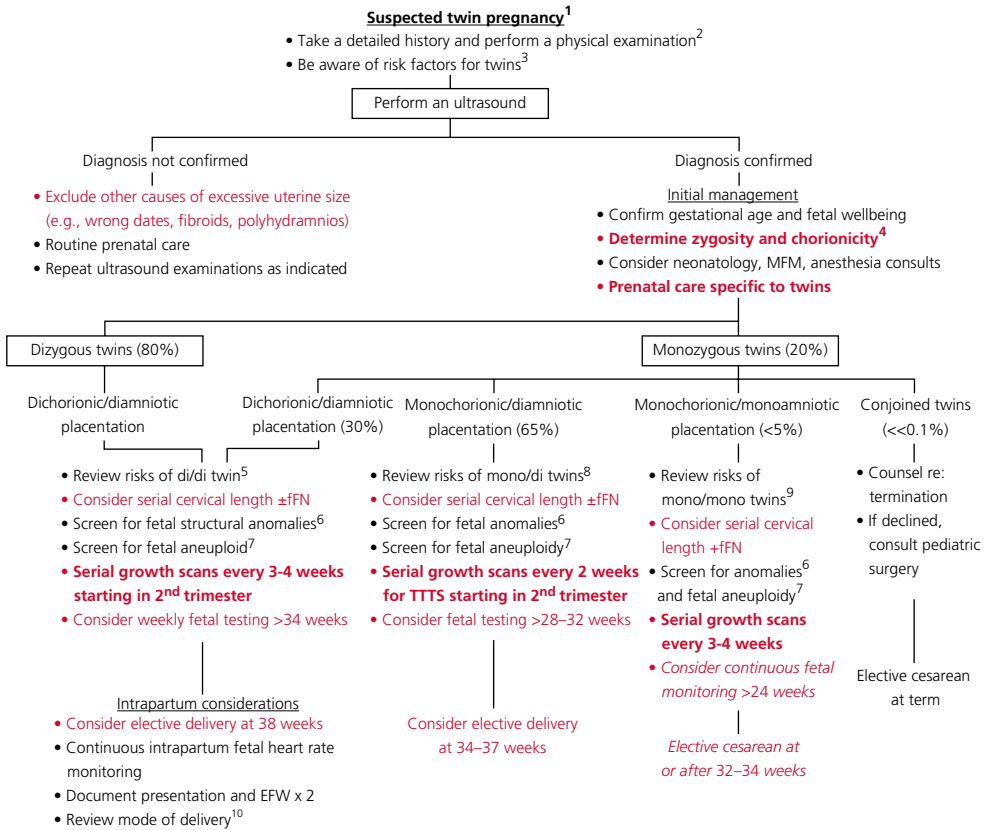 Suspected twin pregnancy1
• Take a detailed history and perform a physical examination2
• Be aware of risk factors for twins3
Perform an ultrasound
Diagnosis not confirmed
• Exclude other causes of excessive uterine size
(e.g., wrong dates, fibroids, polyhydramnios)
• Routine prenatal care
• Repeat ultrasound examinations as indicated
Diagnosis confirmed
Initial management
• Confirm gestational age and fetal wellbeing
• Determine zygosity and chorionicity4
• Consider neonatology, MFM, anesthesia consults
• Prenatal care specific to twins
Dizygous twins (80%)
Monozygous twins (20%)
Dichorionic/diamniotic
placentation
Dichorionic/diamniotic
placentation (30%)
• Review risks of di/di twin5
• Consider serial cervical length ±fFN
• Screen for fetal structural anomalies6
• Screen for fetal aneuploid7
• Serial growth scans every 3-4 weeks
starting in 2nd trimester
• Consider weekly fetal testing >34 weeks
Intrapartum considerations
• Consider elective delivery at 38 weeks
• Continuous intrapartum fetal heart rate
monitoring
• Document presentation and EFW x 2
• Review mode of delivery10
Monochorionic/diamniotic
placentation (65%)
• Review risks of mono/di twins8
• Consider serial cervical length ±fFN
• Screen for fetal anomalies6
• Screen for fetal aneuploidy7
• Serial growth scans every 2 weeks
for TTTS starting in 2nd trimester
• Consider fetal testing >28–32 weeks
Consider elective delivery
at 34–37 weeks
Monochorionic/monoamniotic
placentation (<5%)
• Review risks of
mono/mono twins9
• Consider serial cervical
length +fFN
• Screen for anomalies6
and fetal aneuploidy7
• Serial growth scans
every 3-4 weeks
• Consider continuous fetal
monitoring >24 weeks
Elective cesarean at
or after 32–34 weeks
Conjoined twins
(<<0.1%)
• Counsel re:
termination
• If declined,
consult pediatric
surgery
Elective cesarean
at term